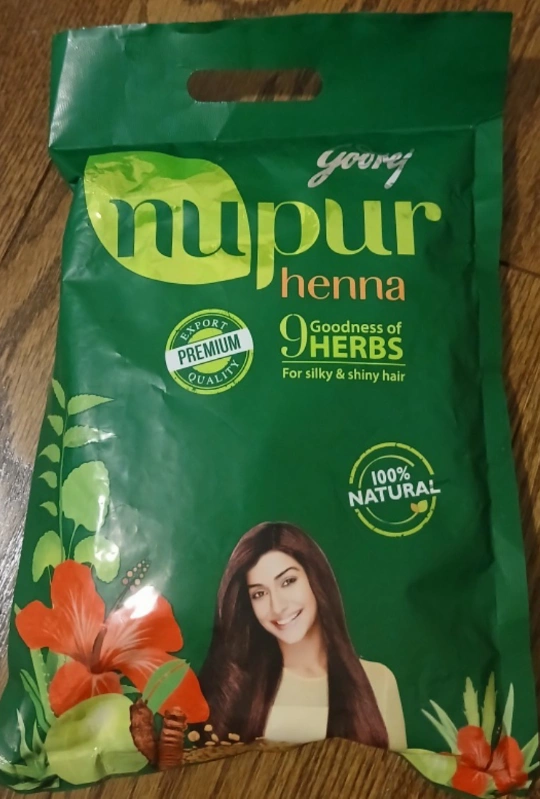 Godrej
nupur
henna
EXPORT
PREMIUM
QUALITY
9 Goodness of
HERBS
For silky & shiny hair
100%
NATURAL